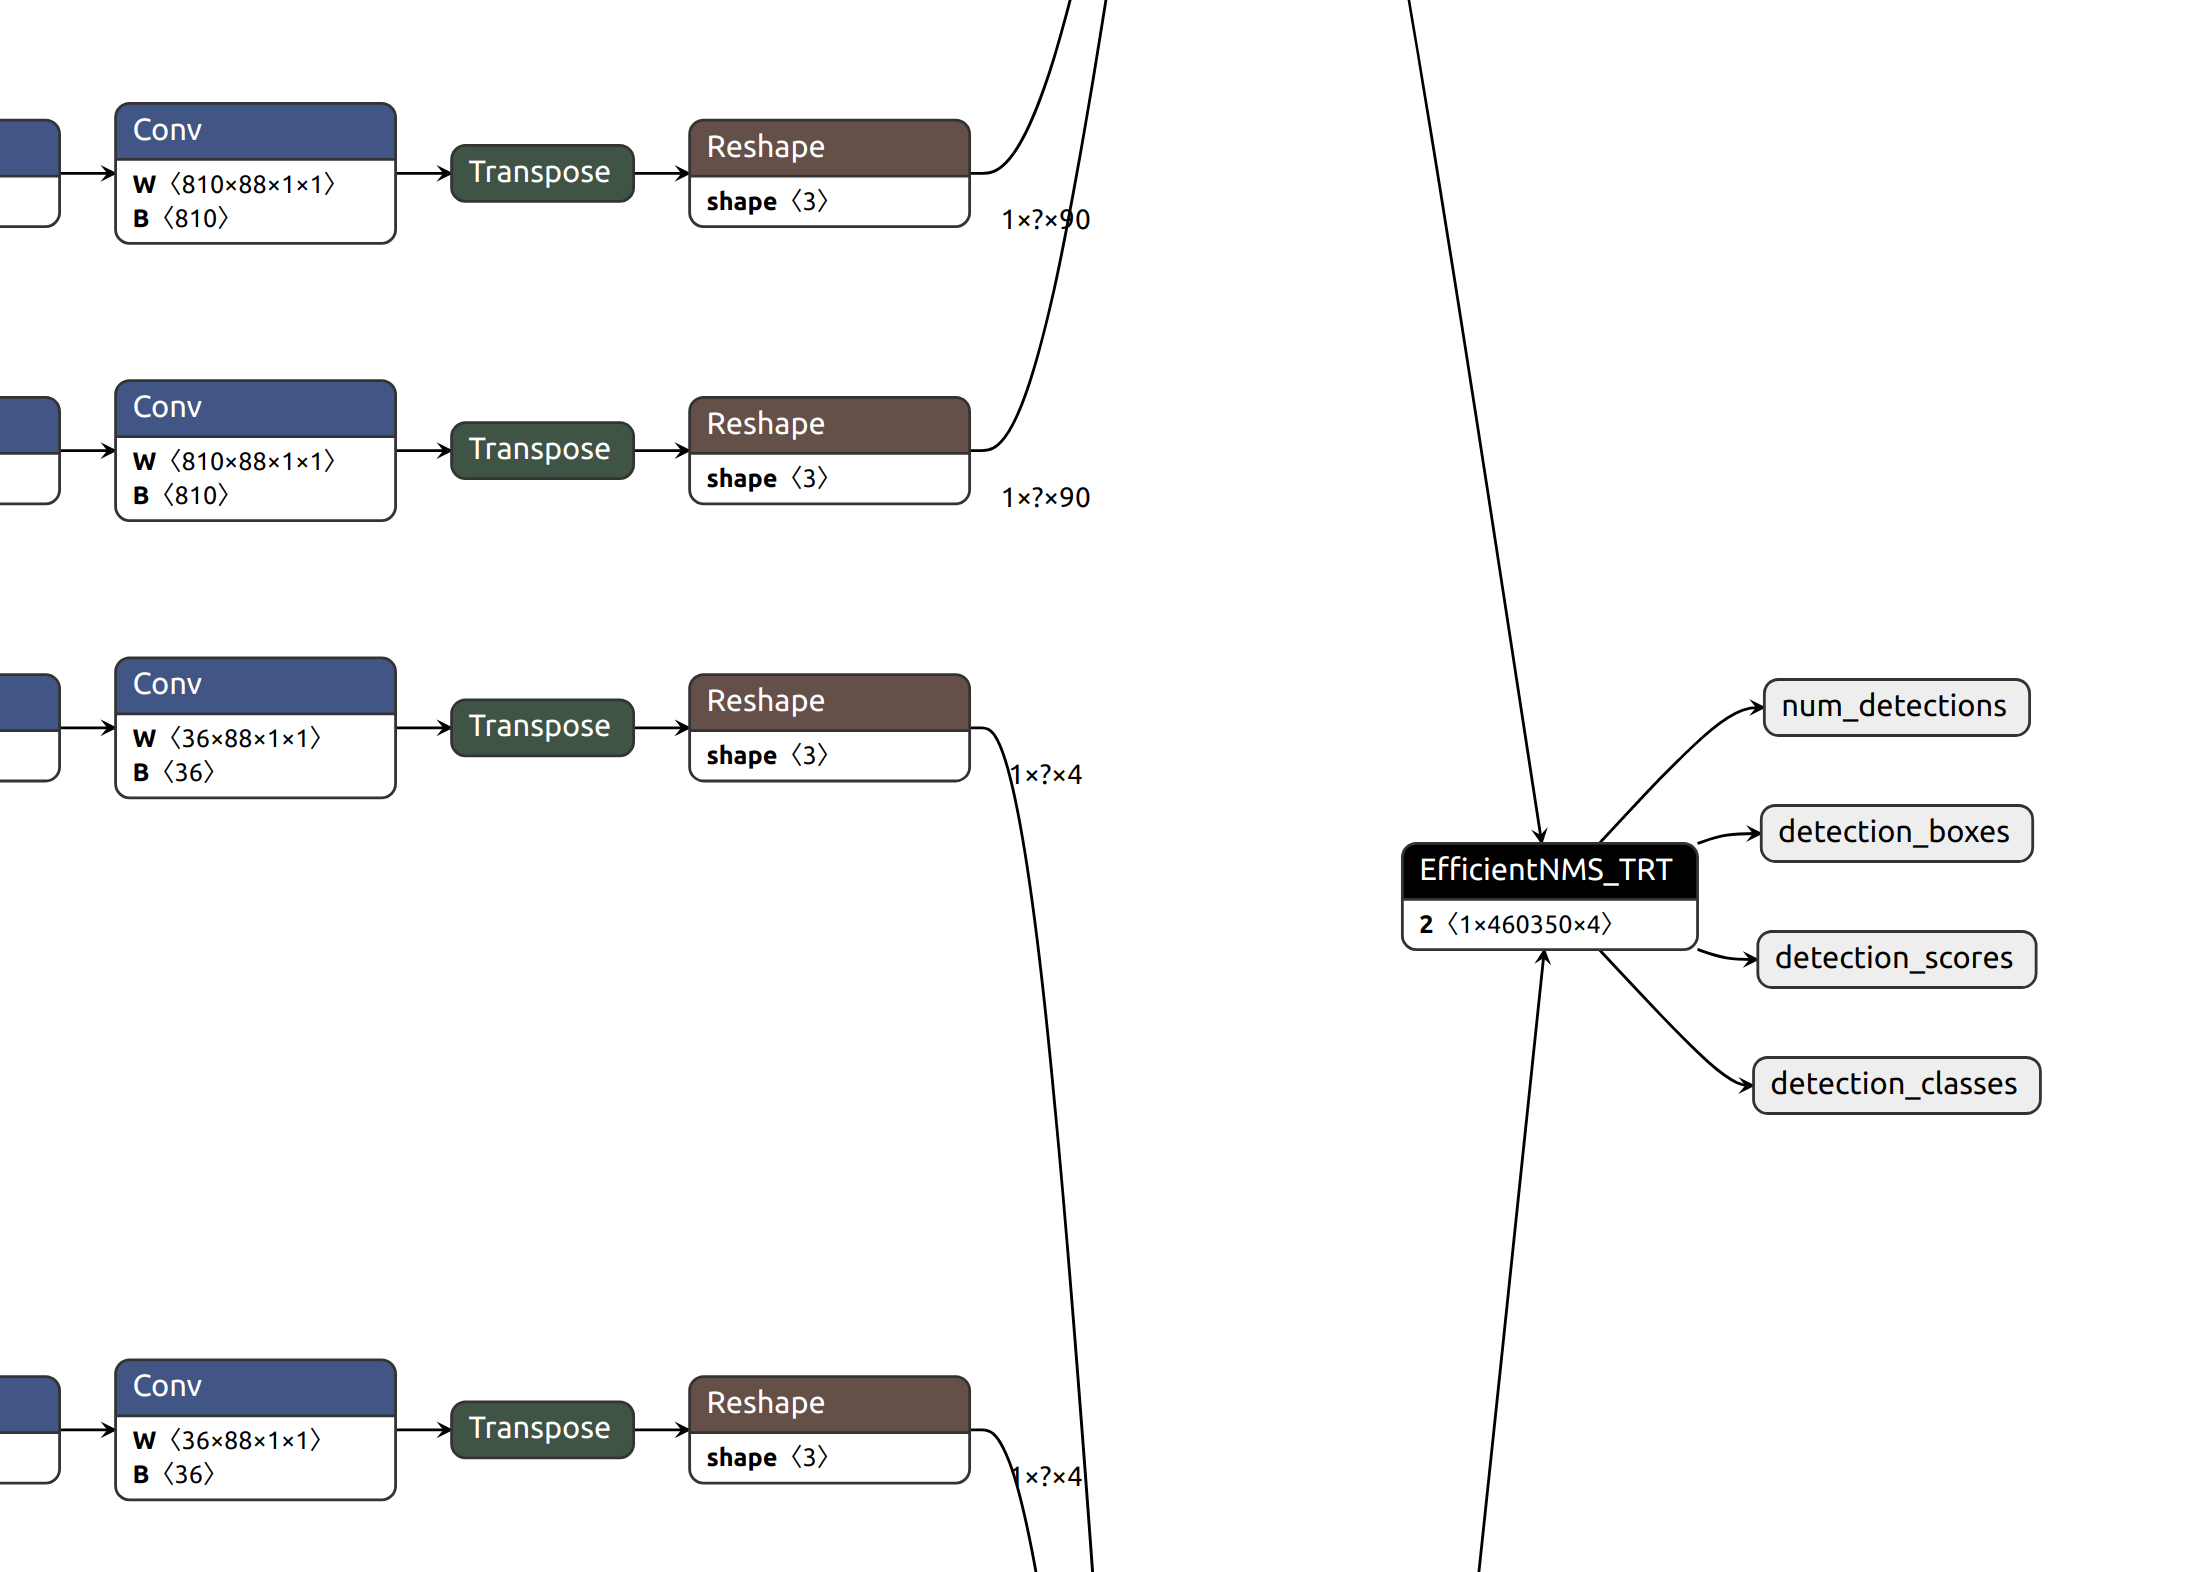 Conv
W 〈810×88×1×1〉
B 〈810〉
Transpose
Reshape
shape 〈3〉
1×?×90
Conv
W 〈810×88×1×1〉
B 〈810〉
Transpose
Reshape
shape 〈3〉
1×?×90
Conv
W 〈36×88×1×1〉
B 〈36〉
Transpose
Reshape
shape 〈3〉
1×?×4
EfficientNMS_TRT
2 〈1×460350×4〉
num_detections
detection_boxes
detection_scores
detection_classes
Conv
W 〈36×88×1×1〉
B 〈36〉
Transpose
Reshape
shape 〈3〉
1×?×4